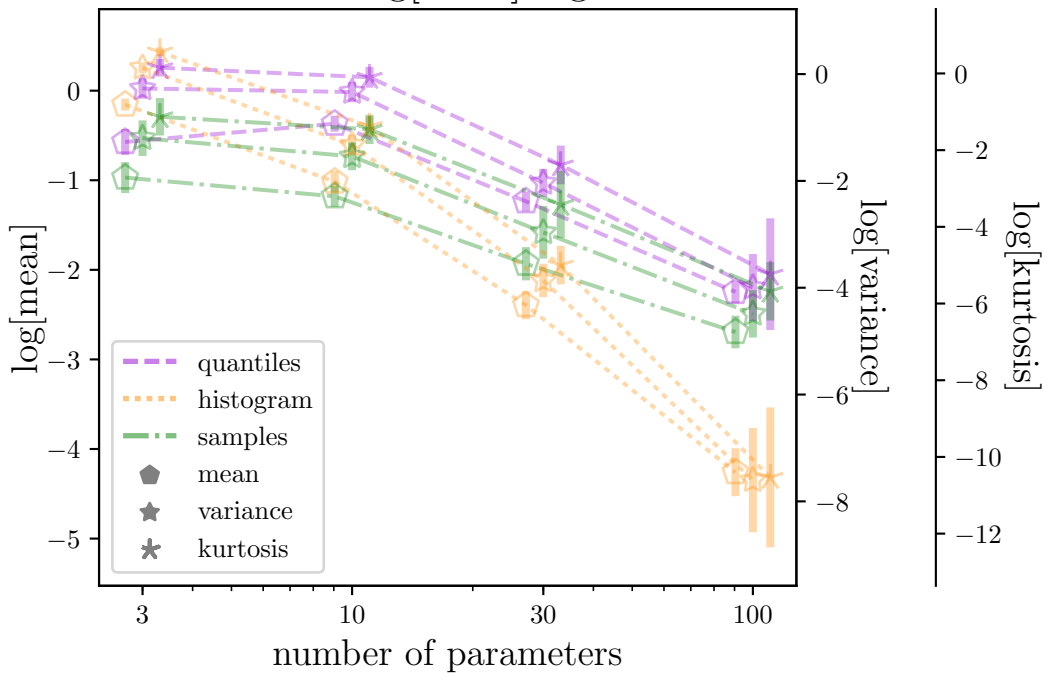 log[mean]
0
−1
−2
−3
−4
−5
quantiles
histogram
samples
mean
variance
kurtosis
3
10
30
100
number of parameters
0
−2
−4
−6
−8
log[variance]
0
−2
−4
−6
−8
−10
−12
log[kurtosis]